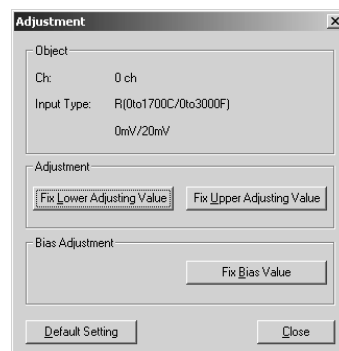 Adjustment
Object
Ch: 0 ch
Input Type: R(0to1700C/0to3000F)
0mV/20mV
Adjustment
Fix Lower Adjusting Value Fix Upper Adjusting Value
Bias Adjustment
Fix Bias Value
Default Setting Close